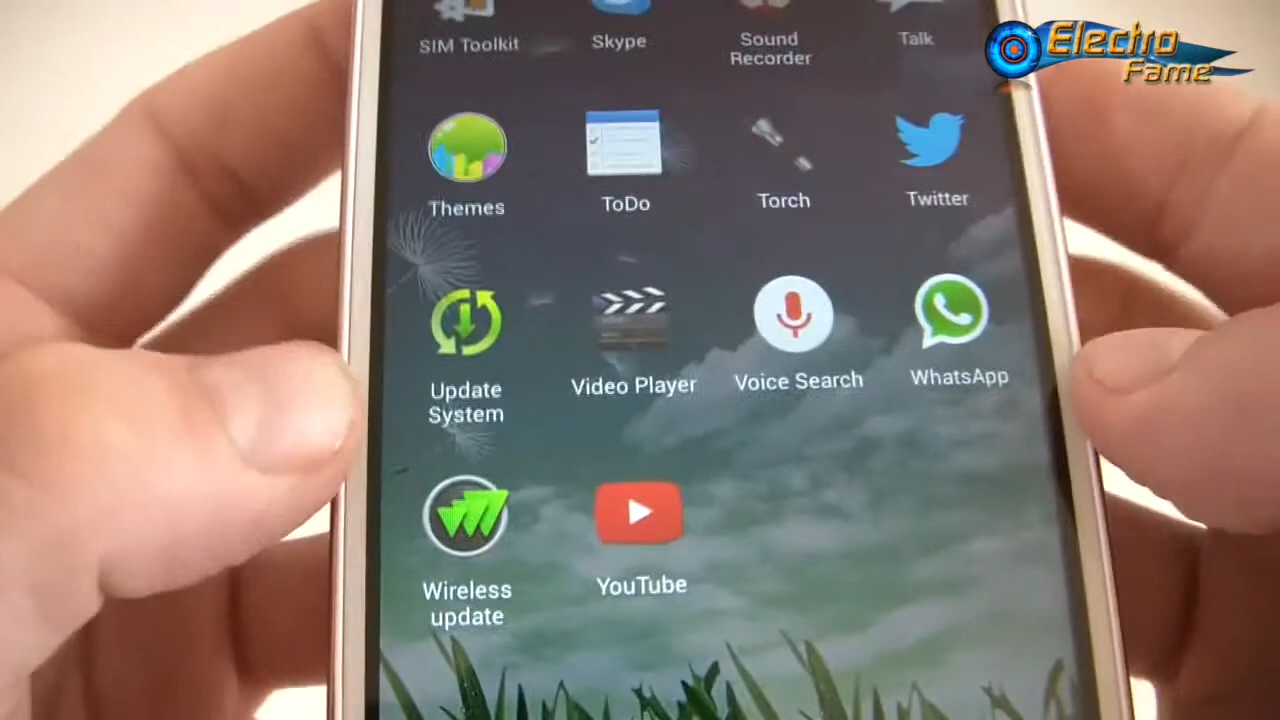 SIM Toolkit
Skype
Sound
Recorder
Talk
Electro
Fame
Themes
ToDo
Torch
Twitter
Update
System
Video Player
Voice Search
WhatsApp
Wireless
update
YouTube